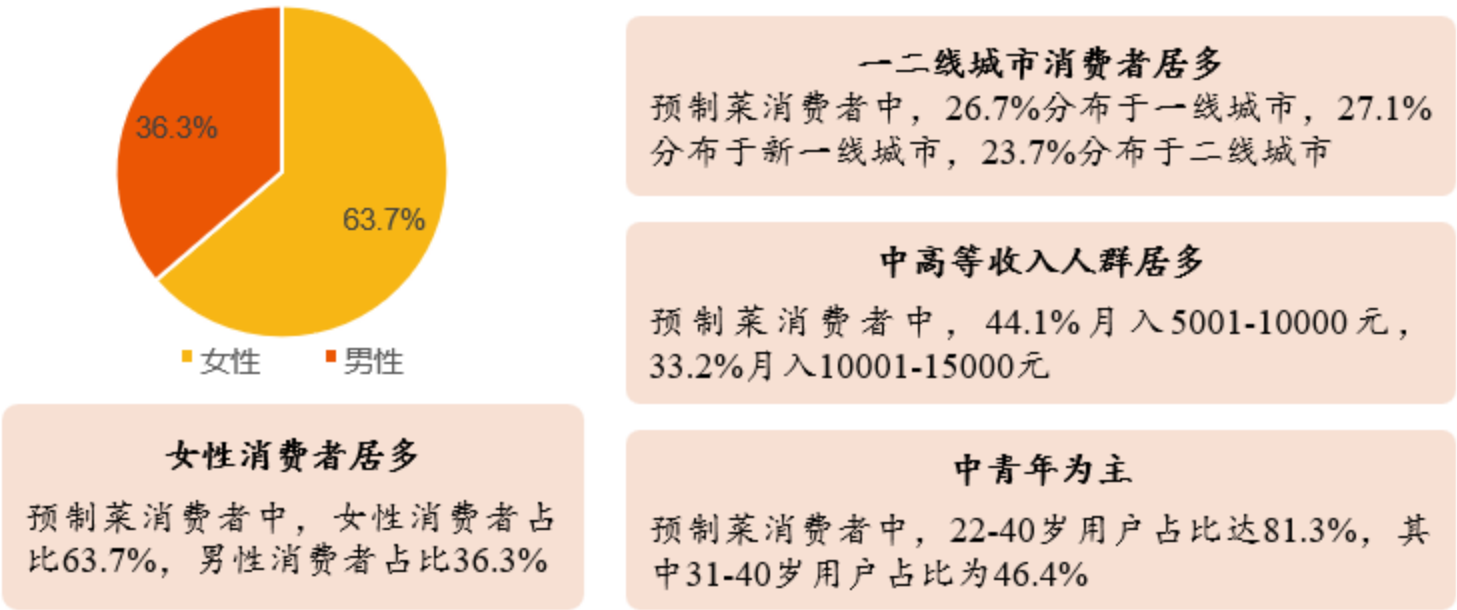 36.3%
63.7%
女性 男性
女性消费者居多
预制菜消费者中，女性消费者占
比63.7%，男性消费者占比36.3%
一二线城市消费者居多
预制菜消费者中，26.7%分布于一线城市，27.1%
分布于新一线城市，23.7%分布于二线城市
中高等收入人群居多
预制菜消费者中，44.1%月入5001-10000元，
33.2%月入10001-15000元
中青年为主
预制菜消费者中，22-40岁用户占比达81.3%，其
中31-40岁用户占比为46.4%